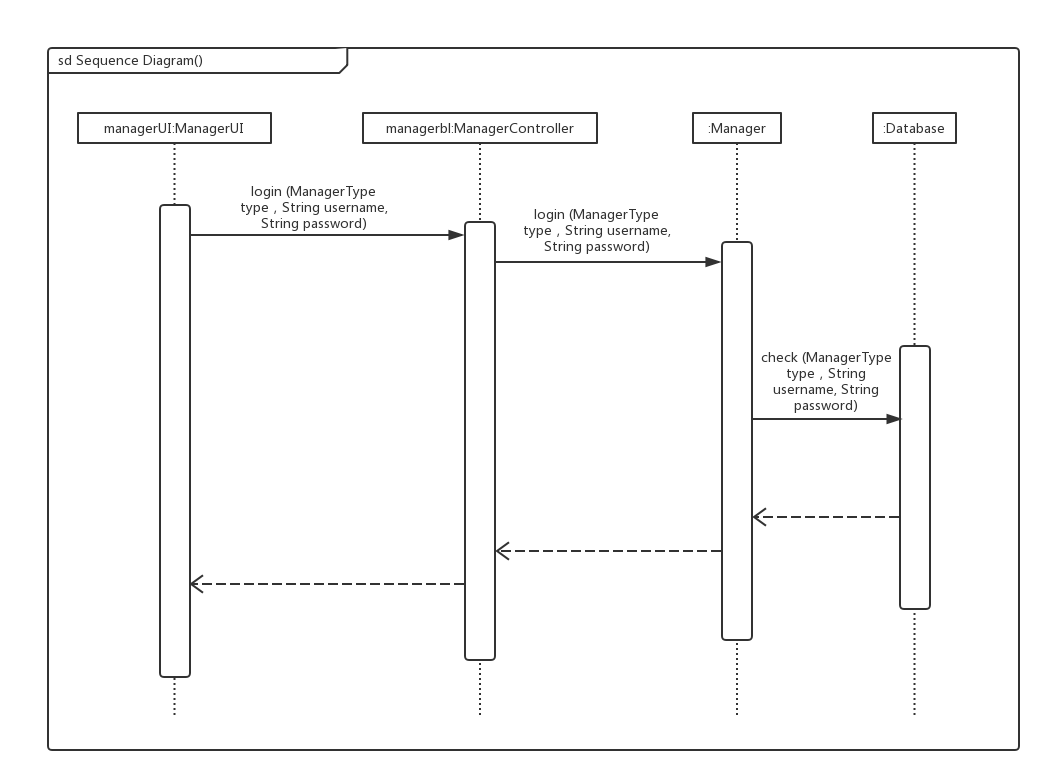 sd Sequence Diagram()
managerUI:ManagerUI
managerbl:ManagerController
:Manager
:Database
login (ManagerType
type , String username,
String password)
login (ManagerType
type , String username,
String password)
check (ManagerType
type , String
username, String
password)